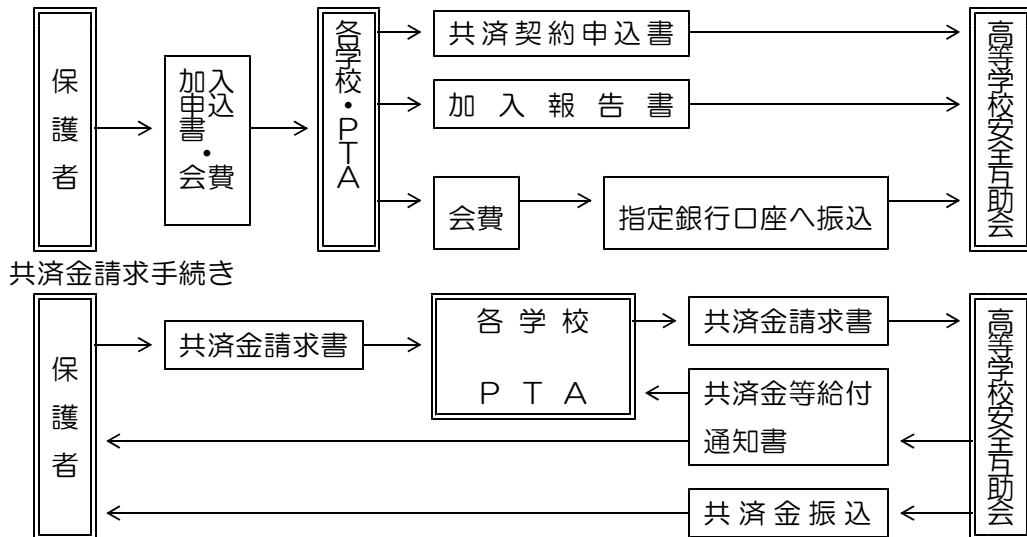 保護者
加入
申込
書
・
会費
各学校・PTA
共済契約申込書
加入報告書
会費
指定銀行口座へ振込
高等学校安全互助会
共済金請求手続き
保護者
共済金請求書
各学校
PTA
共済金請求書
共済金等給付
通知書
共済金振込
高等学校安全互助会